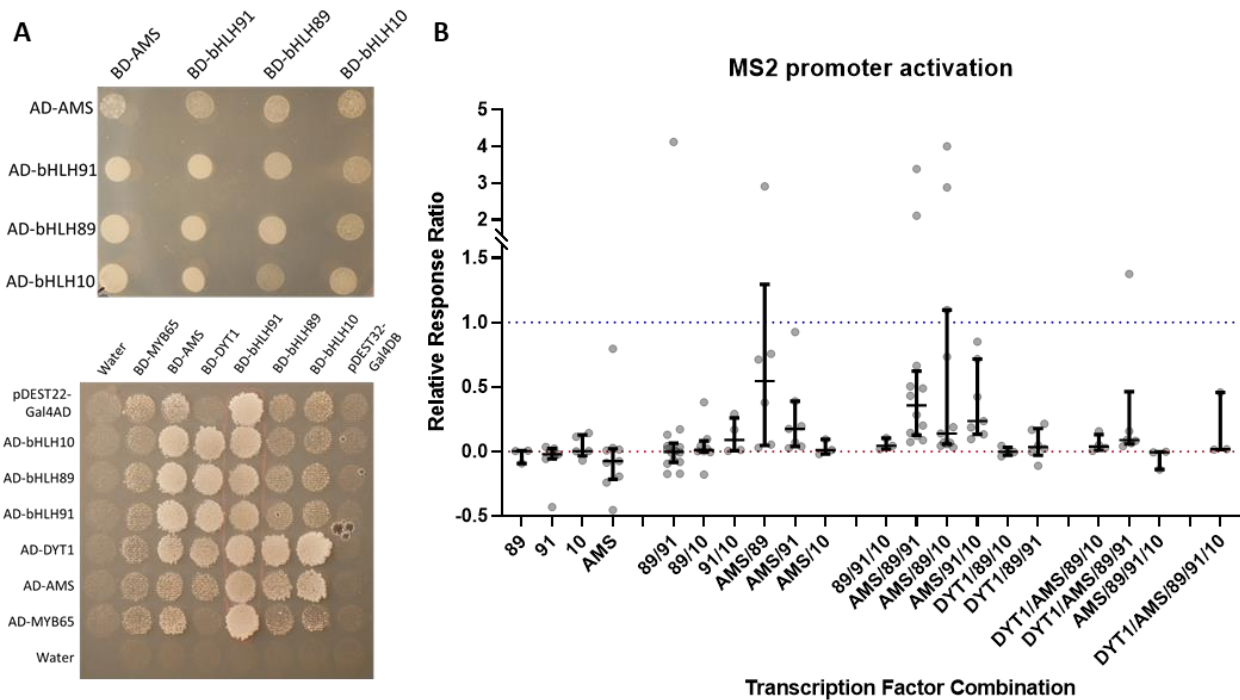 A
BD-AMS
BD-bHLH91
BD-bHLH89
BD-bHLH10
AD-AMS
AD-bHLH91
AD-bHLH89
AD-bHLH10
Water
BD-MYB65
BD-AMS
BD-DYT1
BD-bHLH91
BD-bHLH89
BD-bHLH10
pDEST32-
Gal4DB
pDEST22-
Gal4AD
AD-bHLH10
AD-bHLH89
AD-bHLH91
AD-DYT1
AD-AMS
AD-MYB65
Water
B
MS2 promoter activation
Relative Response Ratio
5
4
3
2
1.5
1.0
0.5
0.0
-0.5
89
91
10
AMS
89/91
89/10
91/10
AMS/89
AMS/91
AMS/10
89/91/10
AMS/89/91
AMS/89/10
AMS/91/10
DYT1/89/10
DYT1/89/91
DYT1/AMS/89/10
DYT1/AMS/89/91
AMS/89/91/10
DYT1/AMS/89/91/10
Transcription Factor Combination